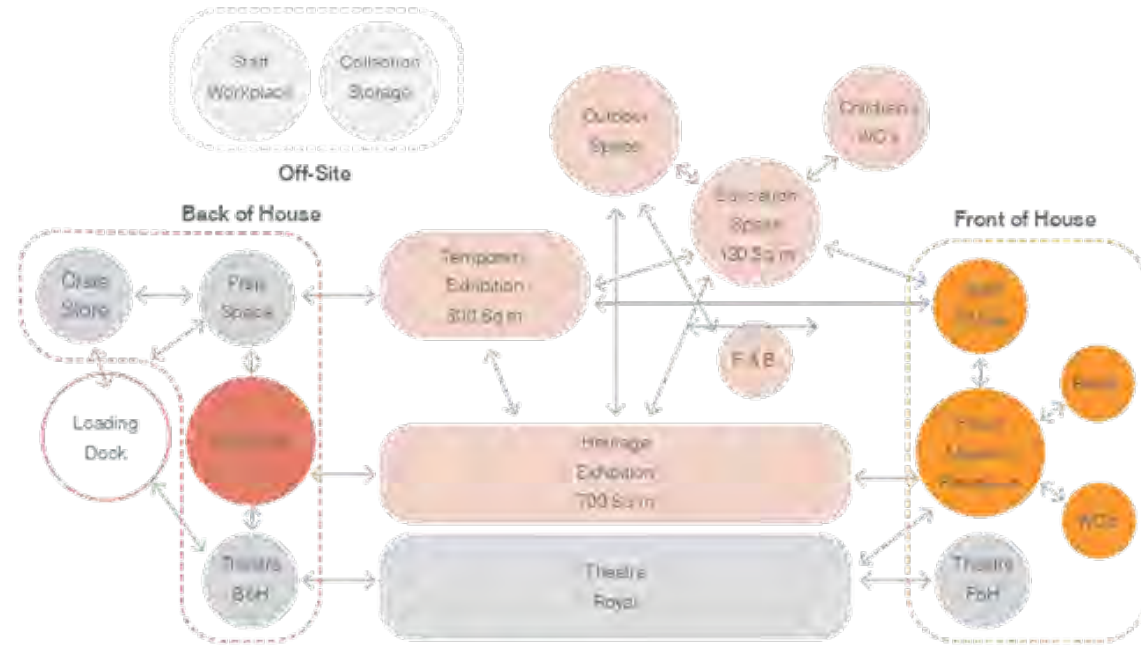 Staff
Workplace
Collection
Storage
Off-Site
Outdoor
Space
Children's
WC's
Education
Space
130 Sq m
Back of House
Front of House
Crate
Store
Prep
Space
Temporary
Exhibition
300 Sq m
F & B
Loading
Dock
Heritage
Exhibition
700 Sq m
WC's
Theatre
BoH
Theatre
Royal
Theatre
FoH